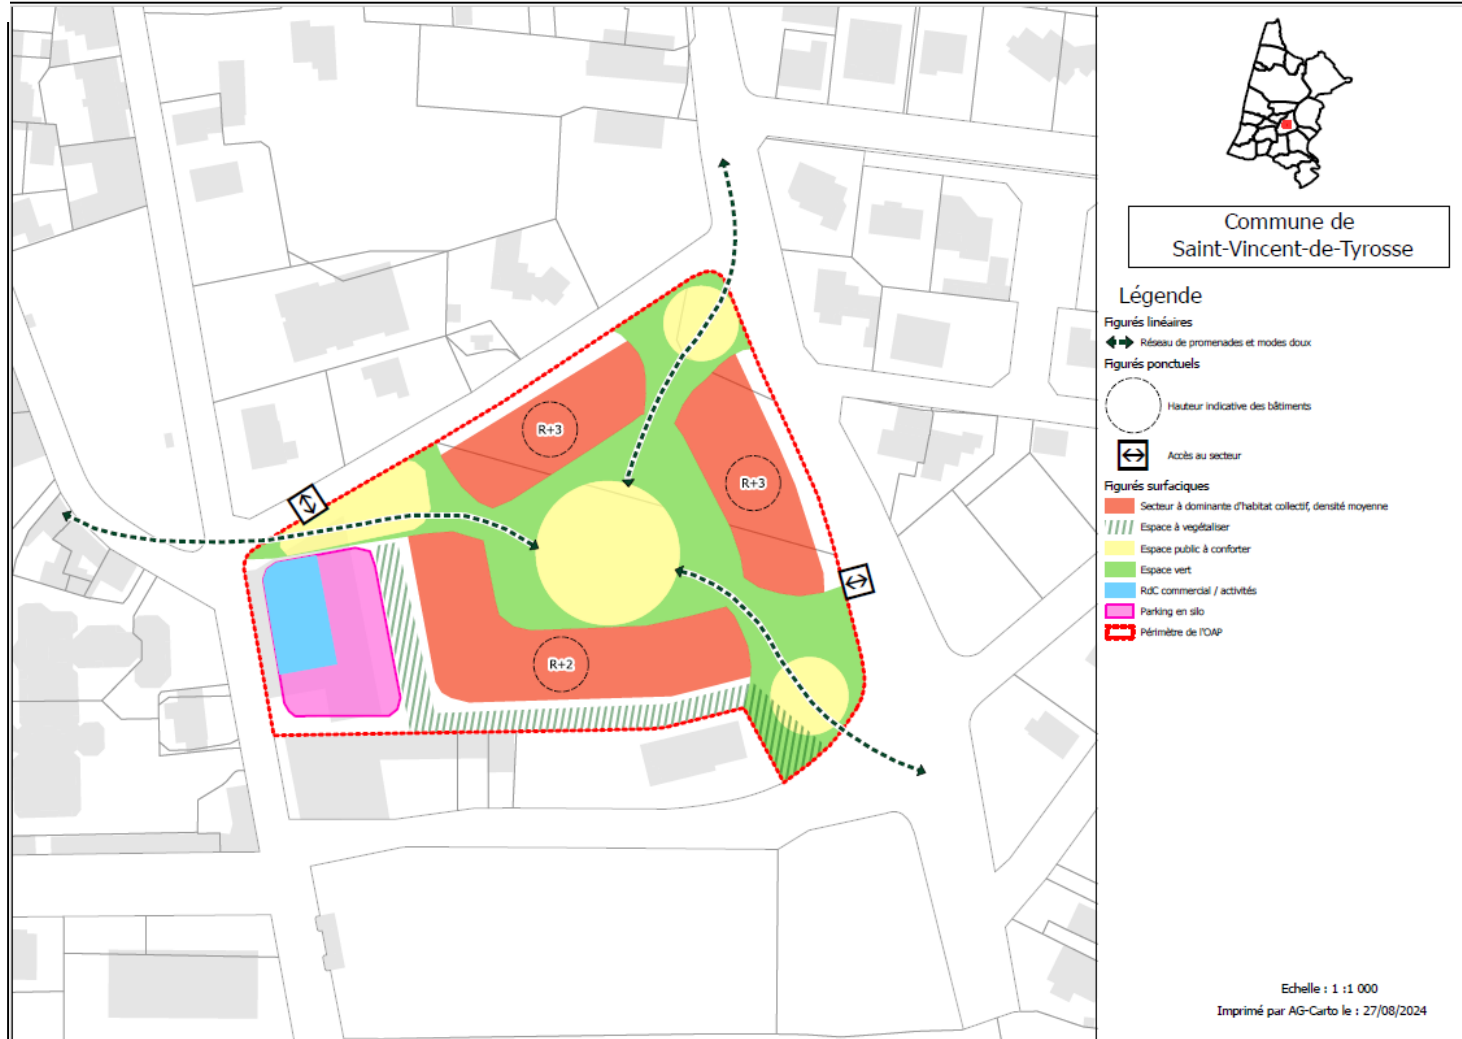 Commune de
Saint-Vincent-de-Tyrosse
Légende
Figurés linéaires
Réseau de promenades et modes doux
Figurés ponctuels
Hauteur indicative des bâtiments
Accès au secteur
Figurés surfaciques
Secteur à dominante d'habitat collectif, densité moyenne
Espace à vegétaliser
Espace public à conforter
Espace vert
RdC commercial / activités
Parking en silo
Périmètre de l'OAP
R+3
R+3
R+2
Echelle : 1 :1 000
Imprimé par AG-Carto le : 27/08/2024